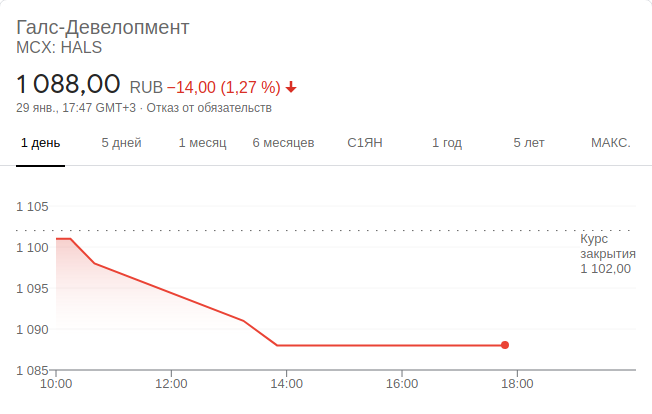 Галс-Девелопмент
MCX: HALS
1 088,00 RUB −14,00 (1,27 %)
29 янв., 17:47 GMT+3 · Отказ от обязательств
1 день 5 дней 1 месяц 6 месяцев С1ЯН 1 год 5 лет МАКС.
1 105
Курс
закрытия
1 102,00
1 100
1 095
1 090
1 085
10:00 12:00 14:00 16:00 18:00